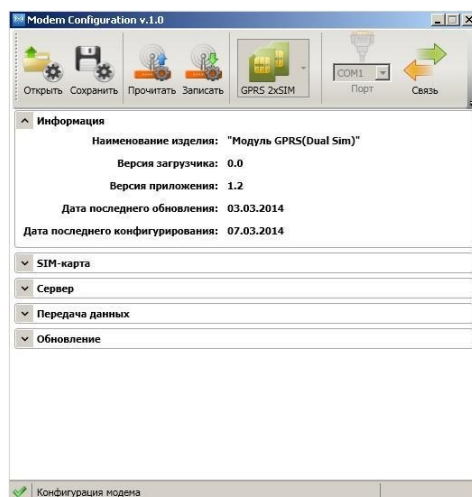 Modem Configuration v.1.0
Открыть Сохранить Прочитать Записать GPRS 2xSIM COM1 Порт Связь
Информация
Наименование изделия: "Модуль GPRS(Dual Sim)"
Версия загрузчика: 0.0
Версия приложения: 1.2
Дата последнего обновления: 03.03.2014
Дата последнего конфигурирования: 07.03.2014
SIM-карта
Сервер
Передача данных
Обновление
Конфигурация модема